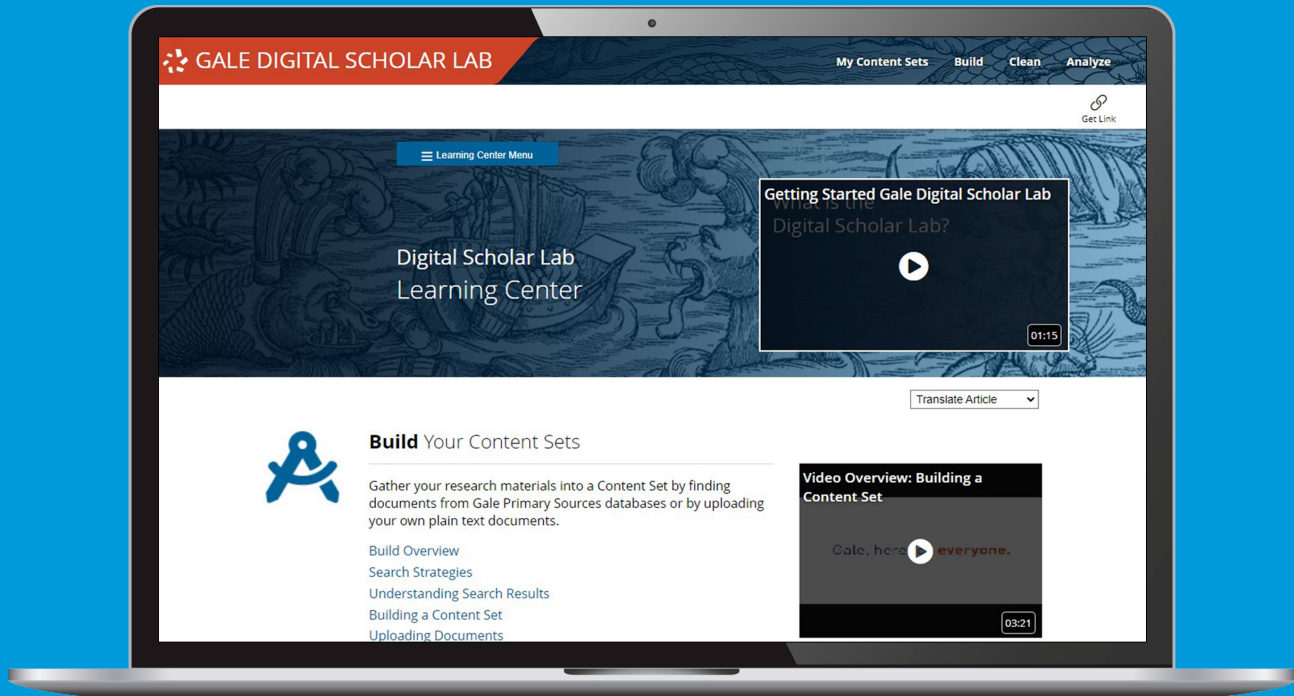 GALE DIGITAL SCHOLAR LAB
My Content Sets Build Clean Analyze
Get Link
Learning Center Menu
Getting Started Gale Digital Scholar Lab
What is the
Digital Scholar Lab?
01:15
Digital Scholar Lab
Learning Center
Translate Article
Build Your Content Sets
Gather your research materials into a Content Set by finding
documents from Gale Primary Sources databases or by uploading
your own plain text documents.
Build Overview
Search Strategies
Understanding Search Results
Building a Content Set
Uploading Documents
Video Overview: Building a
Content Set
Gale, here everyone.
03:21